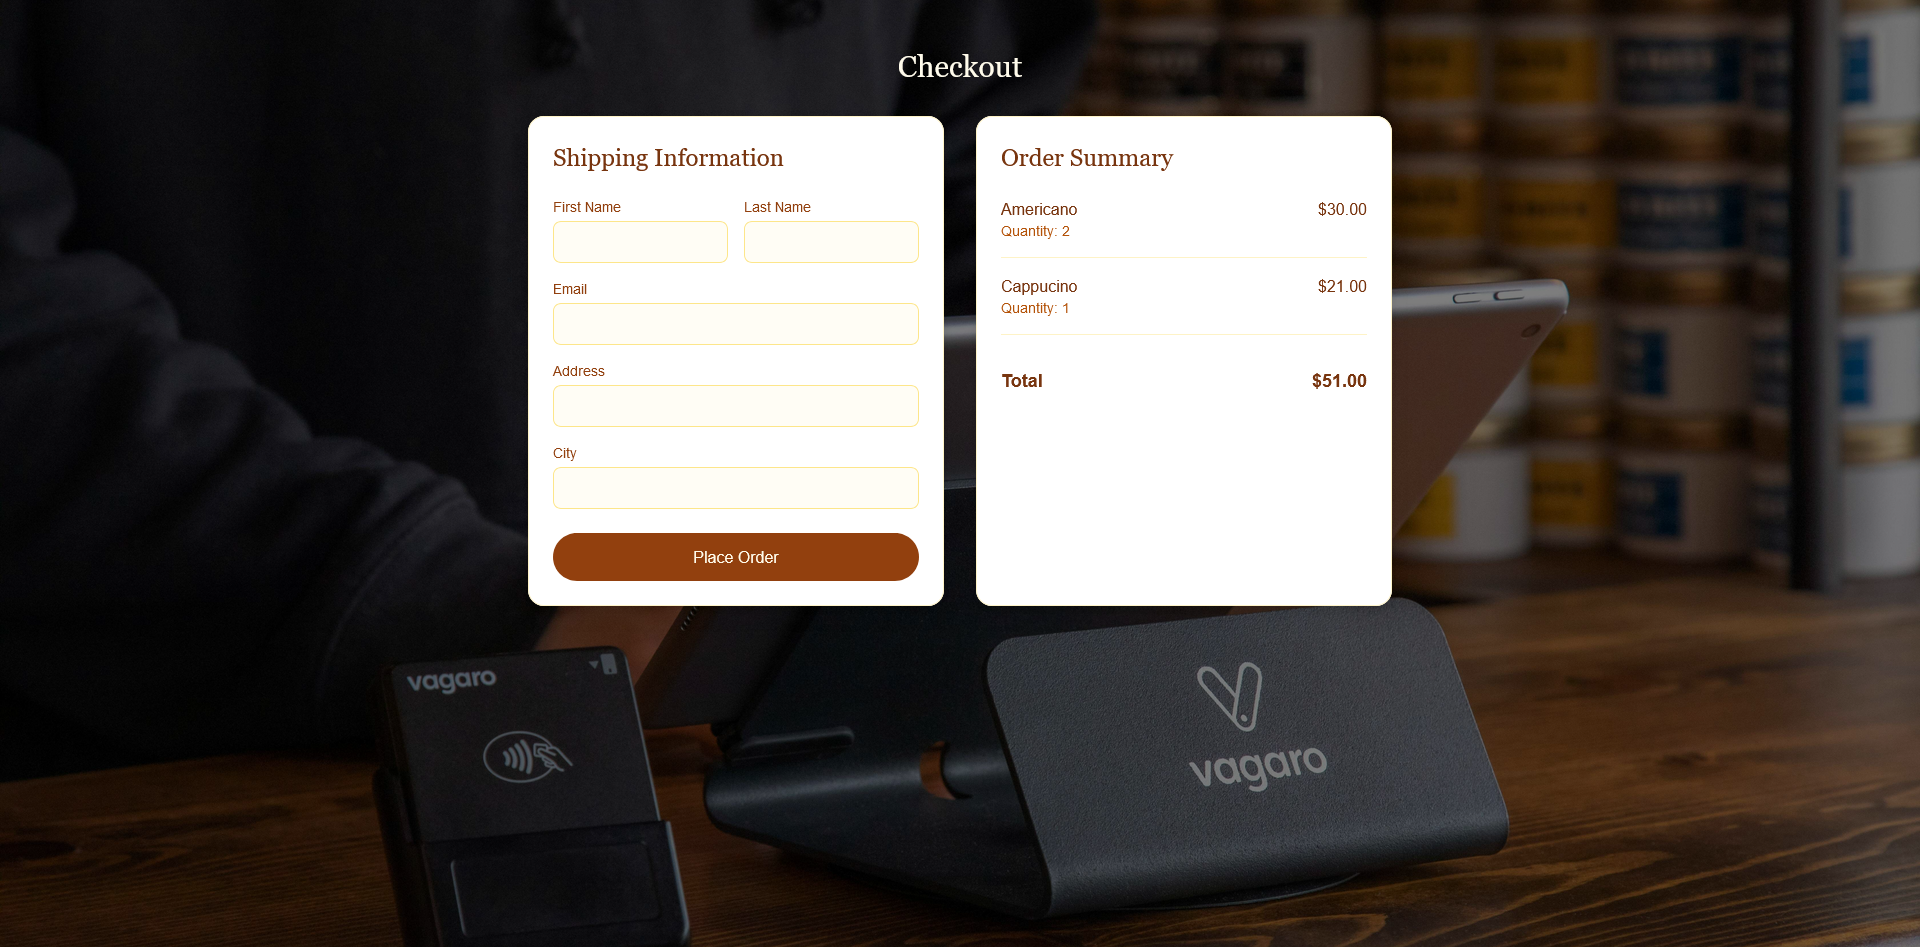 Checkout
Shipping Information
First Name
Last Name
Email
Address
City
Place Order
Order Summary
Americano
$30.00
Quantity: 2
Cappucino
$21.00
Quantity: 1
Total
$51.00
vagaro
vagaro